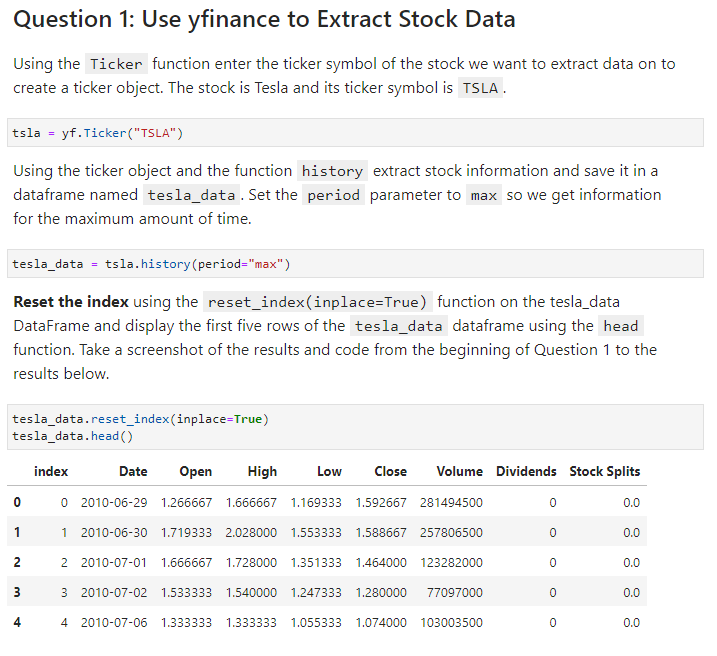 Question 1: Use yfinance to Extract Stock Data
Using the Ticker function enter the ticker symbol of the stock we want to extract data on to
create a ticker object. The stock is Tesla and its ticker symbol is TSLA.
tsla = yf.Ticker("TSLA")
Using the ticker object and the function history extract stock information and save it in a
dataframe named tesla_data. Set the period parameter to max so we get information
for the maximum amount of time.
tesla_data = tsla.history(period="max")
Reset the index using the reset_index(inplace=True) function on the tesla_data
DataFrame and display the first five rows of the tesla_data dataframe using the head
function. Take a screenshot of the results and code from the beginning of Question 1 to the
results below.
tesla_data.reset_index(inplace=True)
tesla_data.head()
index Date Open High Low Close Volume Dividends Stock Splits
0 0 2010-06-29 1.266667 1.666667 1.169333 1.592667 281494500 0 0.0
1 1 2010-06-30 1.719333 2.028000 1.553333 1.588667 257806500 0 0.0
2 2 2010-07-01 1.666667 1.728000 1.351333 1.464000 123282000 0 0.0
3 3 2010-07-02 1.533333 1.540000 1.247333 1.280000 77097000 0 0.0
4 4 2010-07-06 1.333333 1.333333 1.055333 1.074000 103003500 0 0.0